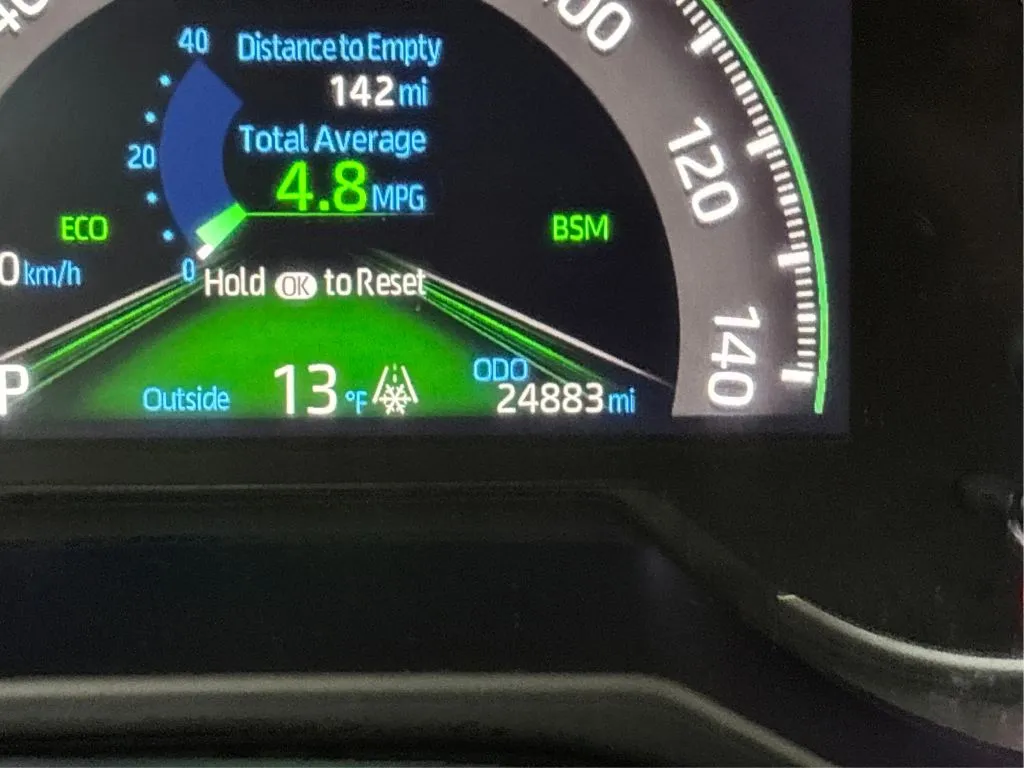 40
Distance to Empty
142 mi
Total Average
20
4.8 MPG
120
ECO
BSM
0 km/h
0
Hold OK to Reset
P
Outside
13 °F
ODO
24883 mi
140